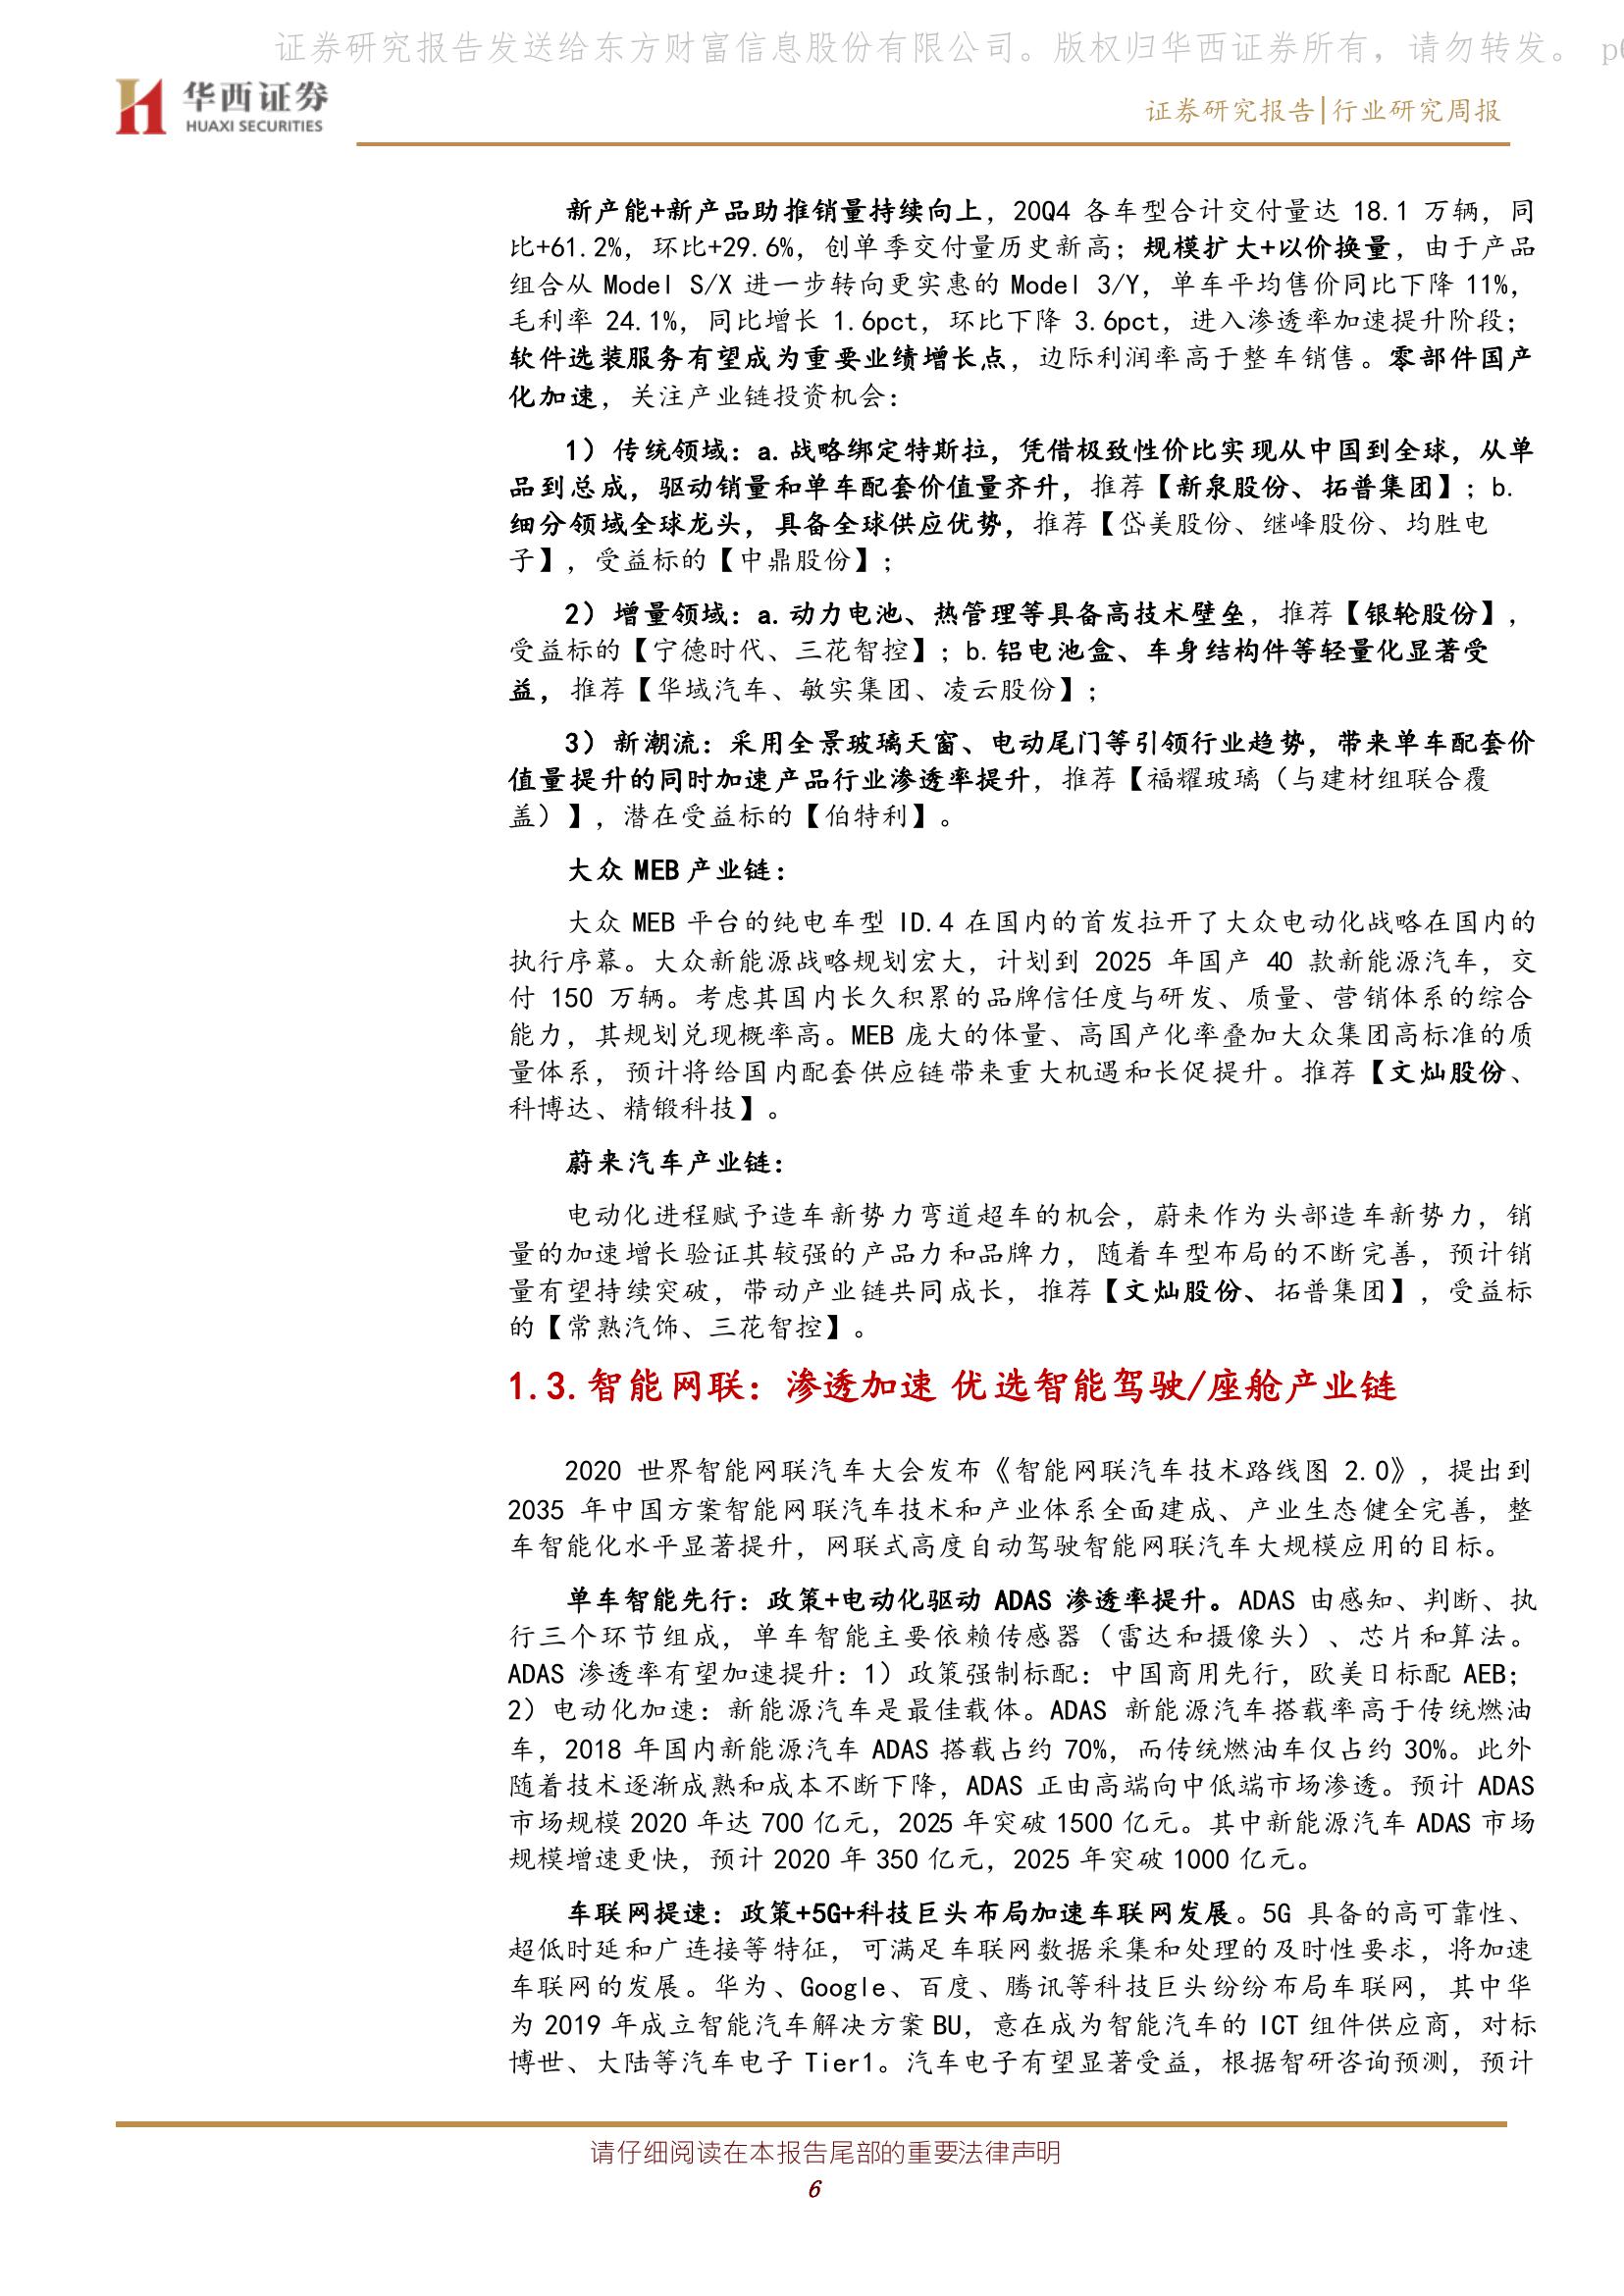 证券研究报告发送给东方财富信息股份有限公司。版权归华西证券所有，请勿转发。 p
华西证券
HUAXI SECURITIES
证券研究报告|行业研究周报
新产能+新产品助推销量持续向上，20Q4 各车型合计交付量达 18.1 万辆，同
比+61.2%，环比+29.6%，创单季交付量历史新高；规模扩大+以价换量，由于产品
组合从 Model S/X 进一步转向更实惠的 Model 3/Y，单车平均售价同比下降 11%，
毛利率 24.1%，同比增长 1.6pct，环比下降 3.6pct，进入渗透率加速提升阶段；
软件选装服务有望成为重要业绩增长点，边际利润率高于整车销售。零部件国产
化加速，关注产业链投资机会：
1）传统领域：a.战略绑定特斯拉，凭借极致性价比实现从中国到全球，从单
品到总成，驱动销量和单车配套价值量齐升，推荐【新泉股份、拓普集团】；b.
细分领域全球龙头，具备全球供应优势，推荐【岱美股份、继峰股份、均胜电
子】，受益标的【中鼎股份】；
2）增量领域：a.动力电池、热管理等具备高技术壁垒，推荐【银轮股份】，
受益标的【宁德时代、三花智控】；b.铝电池盒、车身结构件等轻量化显著受
益，推荐【华域汽车、敏实集团、凌云股份】；
3）新潮流：采用全景玻璃天窗、电动尾门等引领行业趋势，带来单车配套价
值量提升的同时加速产品行业渗透率提升，推荐【福耀玻璃（与建材组联合覆
盖）】，潜在受益标的【伯特利】。
大众 MEB 产业链：
大众 MEB 平台的纯电车型 ID.4 在国内的首发拉开了大众电动化战略在国内的
执行序幕。大众新能源战略规划宏大，计划到 2025 年国产 40 款新能源汽车，交
付 150 万辆。考虑其国内长久积累的品牌信任度与研发、质量、营销体系的综合
能力，其规划兑现概率高。MEB 庞大的体量、高国产化率叠加大众集团高标准的质
量体系，预计将给国内配套供应链带来重大机遇和长促提升。推荐【文灿股份、
科博达、精锻科技】。
蔚来汽车产业链：
电动化进程赋予造车新势力弯道超车的机会，蔚来作为头部造车新势力，销
量的加速增长验证其较强的产品力和品牌力，随着车型布局的不断完善，预计销
量有望持续突破，带动产业链共同成长，推荐【文灿股份、拓普集团】，受益标
的【常熟汽饰、三花智控】。
1.3.智能网联：渗透加速 优选智能驾驶/座舱产业链
2020 世界智能网联汽车大会发布《智能网联汽车技术路线图 2.0》，提出到
2035 年中国方案智能网联汽车技术和产业体系全面建成、产业生态健全完善，整
车智能化水平显著提升，网联式高度自动驾驶智能网联汽车大规模应用的目标。
单车智能先行：政策+电动化驱动 ADAS 渗透率提升。ADAS 由感知、判断、执
行三个环节组成，单车智能主要依赖传感器（雷达和摄像头）、芯片和算法。
ADAS 渗透率有望加速提升：1）政策强制标配：中国商用先行，欧美日标配 AEB；
2）电动化加速：新能源汽车是最佳载体。ADAS 新能源汽车搭载率高于传统燃油
车，2018 年国内新能源汽车 ADAS 搭载占约 70%，而传统燃油车仅占约 30%。此外
随着技术逐渐成熟和成本不断下降，ADAS 正由高端向中低端市场渗透。预计 ADAS
市场规模 2020 年达 700 亿元，2025 年突破 1500 亿元。其中新能源汽车 ADAS 市场
规模增速更快，预计 2020 年 350 亿元，2025 年突破 1000 亿元。
车联网提速：政策+5G+科技巨头布局加速车联网发展。5G 具备的高可靠性、
超低时延和广连接等特征，可满足车联网数据采集和处理的及时性要求，将加速
车联网的发展。华为、Google、百度、腾讯等科技巨头纷纷布局车联网，其中华
为 2019 年成立智能汽车解决方案 BU，意在成为智能汽车的 ICT 组件供应商，对标
博世、大陆等汽车电子 Tier1。汽车电子有望显著受益，根据智研咨询预测，预计
请仔细阅读在本报告尾部的重要法律声明
6